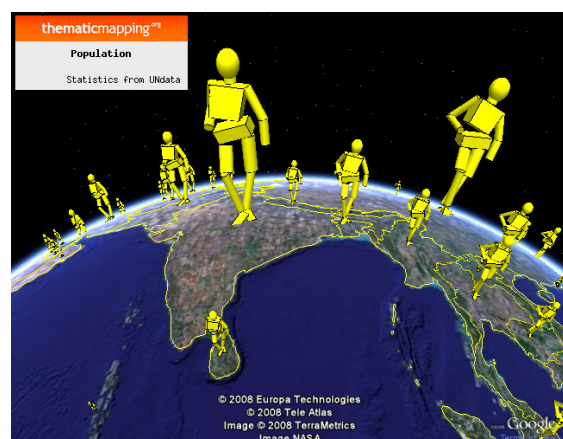 thematicmapping.org
Population
Statistics from UNdata
© 2008 Europa Technologies
© 2008 Tele Atlas
Image © 2008 TerraMetrics
Image NASA
Google